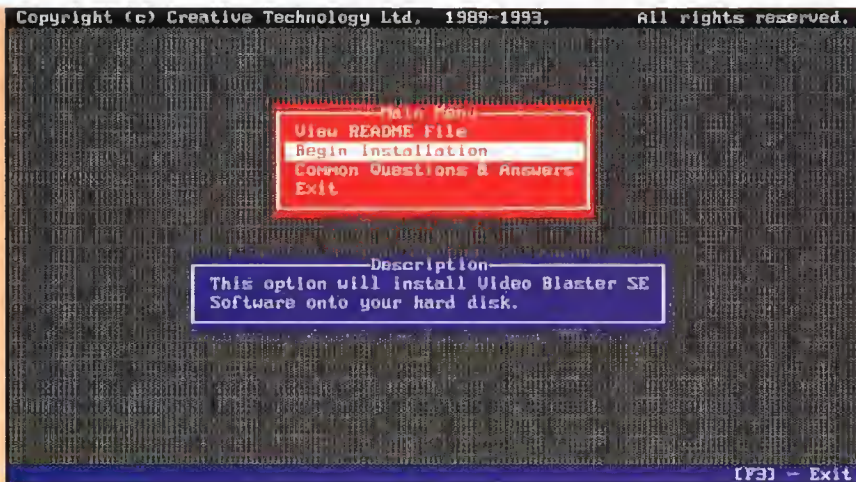 Copyright (c) Creative Technology Ltd, 1989-1993. All rights reserved.
Main Menu
View README File
Begin Installation
Common Questions & Answers
Exit
Description
This option will install Video Blaster SE
Software onto your hard disk.
[F3] - Exit